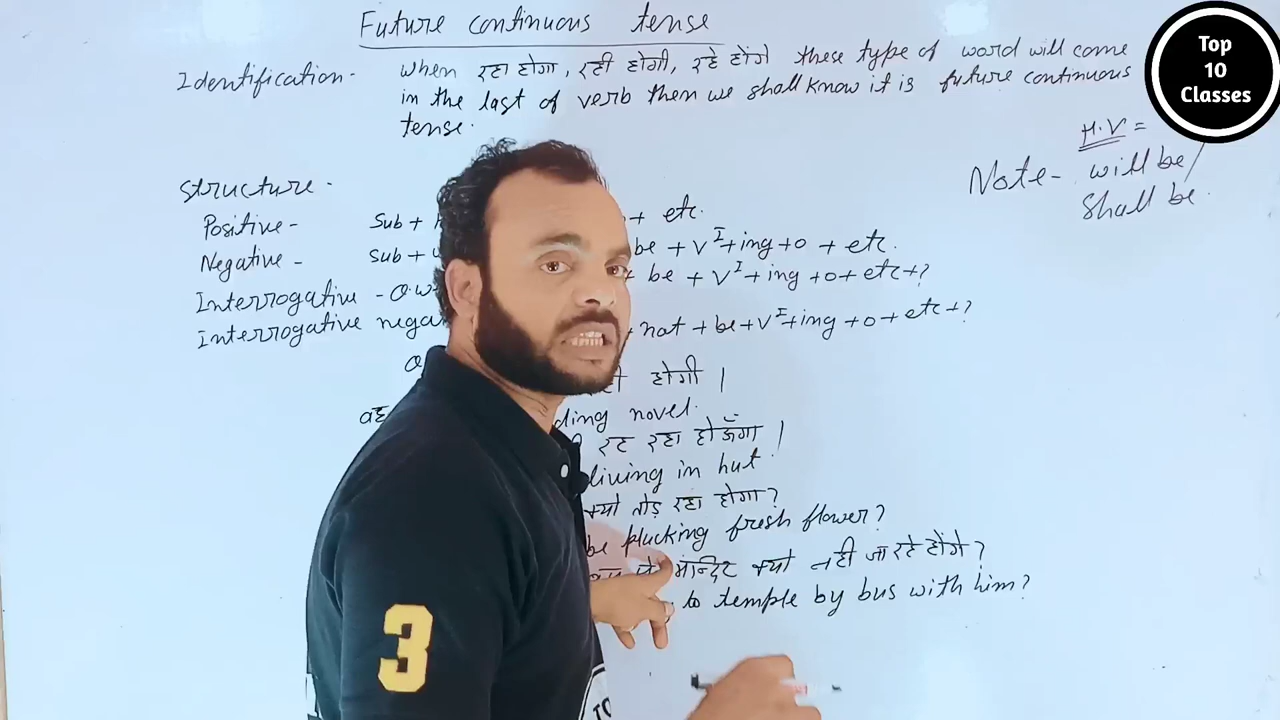 Future continuous tense
Identification- when रहा होगा, रही होगी, रहे होंगे these type of word will come
in the last of verb then we shall know it is future continuous
tense.
Top
10
Classes
H.V =
Note- will be/
Shall be.
Structure-
Positive- Sub + + etc.
Negative- Sub + be + V I + ing + o + etc.
Interrogative - Q.w + be + V I + ing + o + etc + ?
Interrogative + not + be + V I + ing + o + etc + ?
होगी |
novel.
रह रहा होऊँगा |
living in hut.
क्यो तोड़ रहा होगा?
be plucking fresh flower?
मन्दिर क्यो नही जा रहे होंगे?
to temple by bus with him?
3